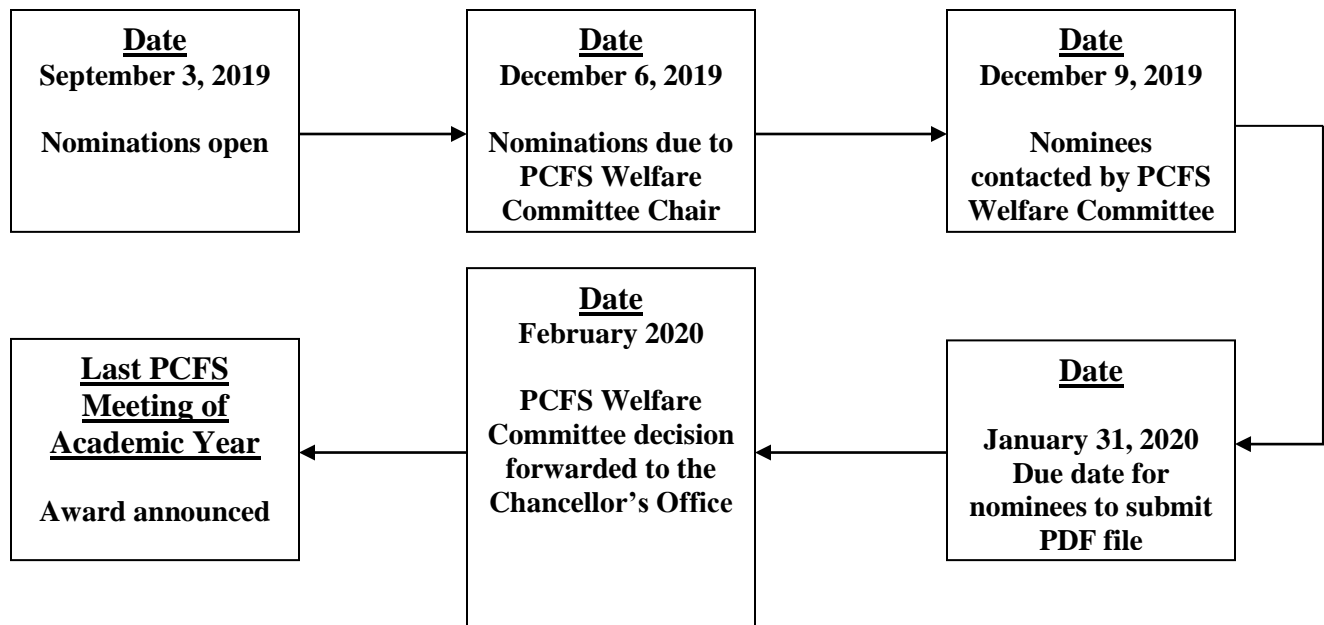 Date
September 3, 2019
Nominations open
Date
December 6, 2019
Nominations due to
PCFS Welfare
Committee Chair
Date
December 9, 2019
Nominees
contacted by PCFS
Welfare Committee
Date
January 31, 2020
Due date for
nominees to submit
PDF file
Date
February 2020
PCFS Welfare
Committee decision
forwarded to the
Chancellor’s Office
Last PCFS
Meeting of
Academic Year
Award announced